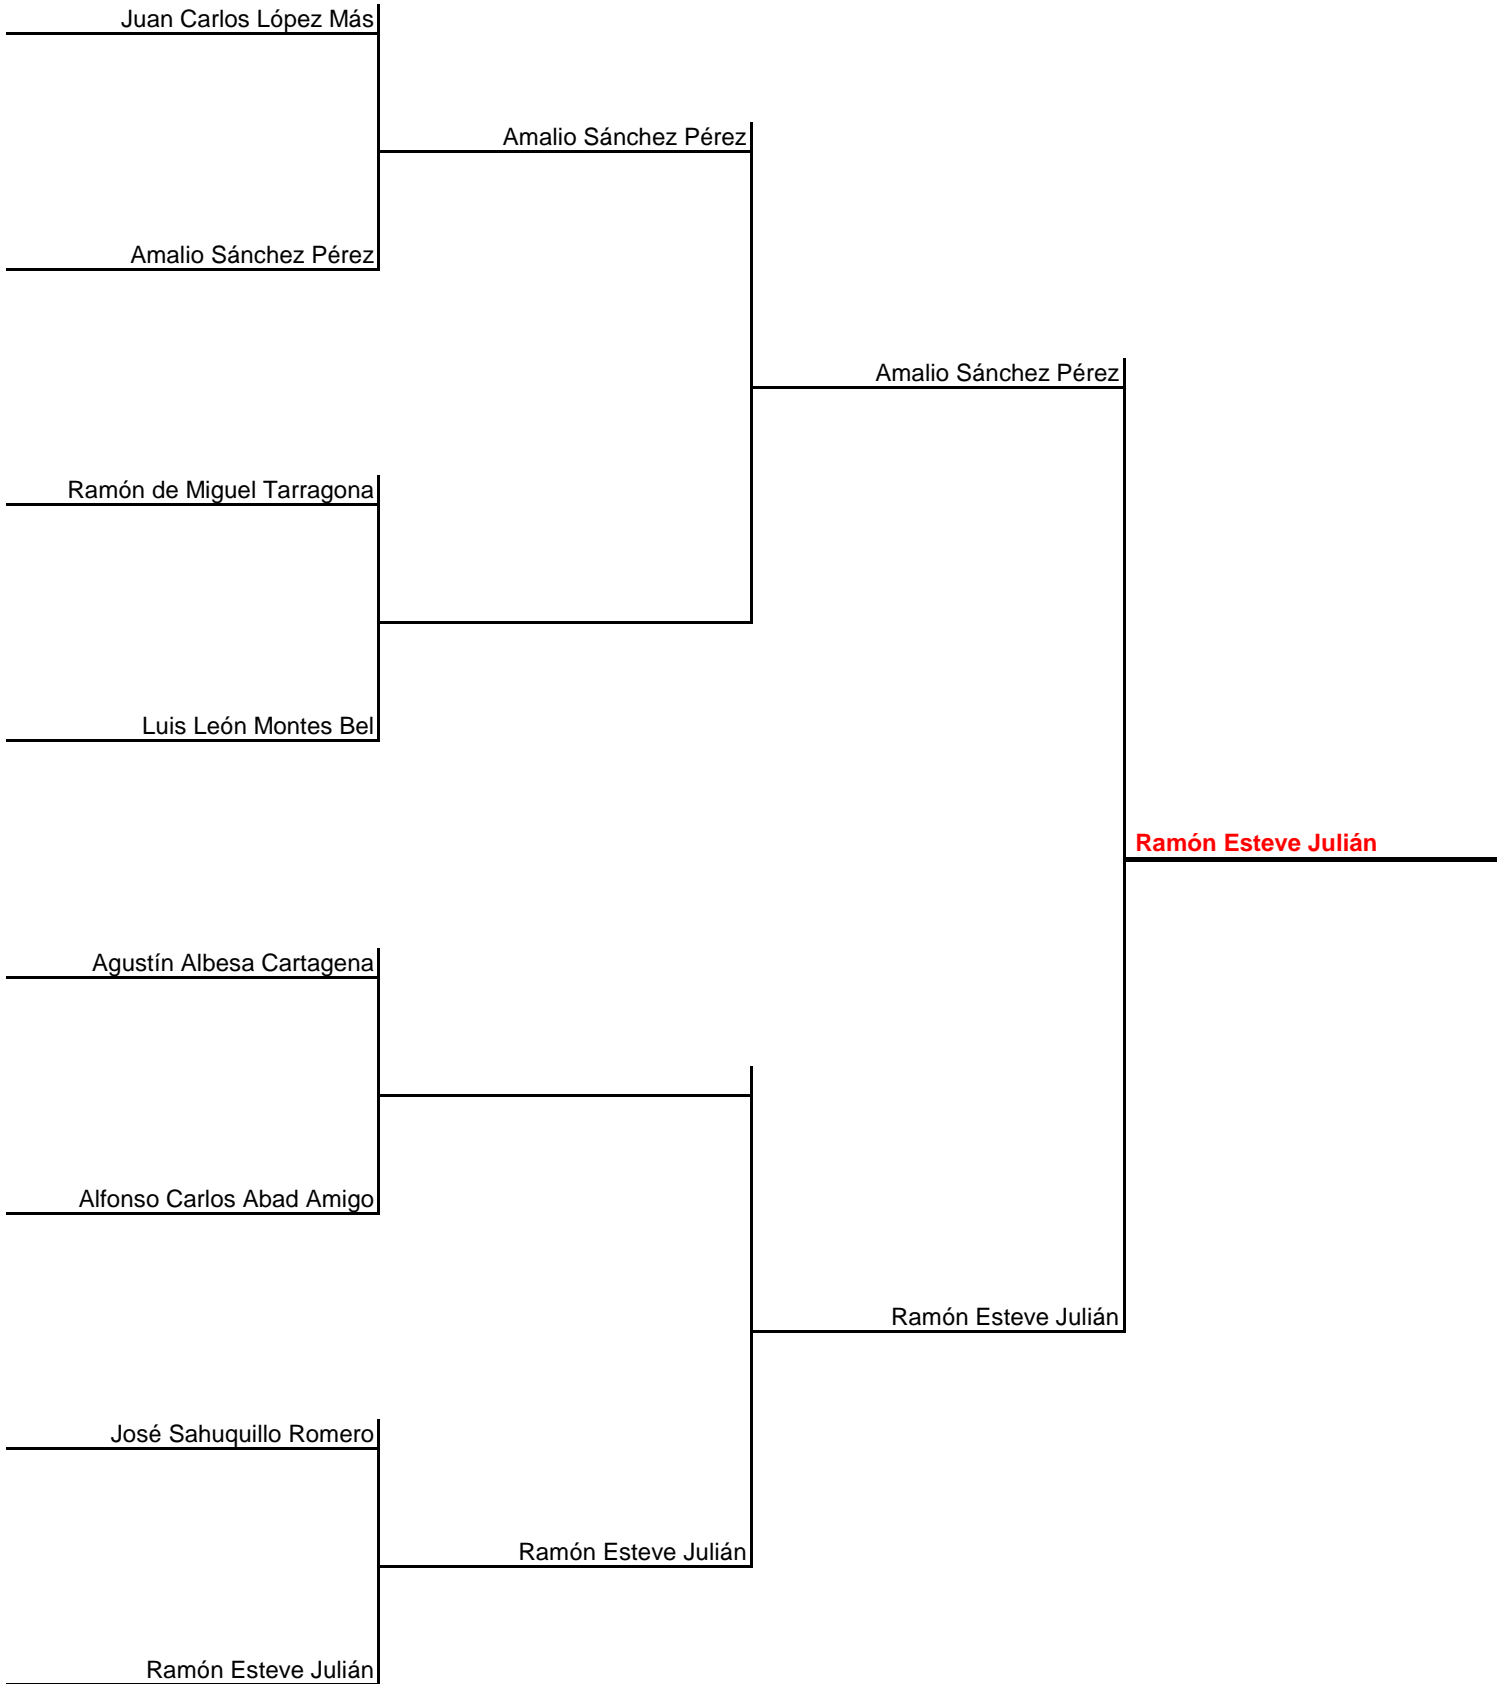 Juan Carlos López Más
Amalio Sánchez Pérez
Amalio Sánchez Pérez
Amalio Sánchez Pérez
Ramón de Miguel Tarragona
Luis León Montes Bel
Ramón Esteve Julián
Agustín Albesa Cartagena
Alfonso Carlos Abad Amigo
Ramón Esteve Julián
José Sahuquillo Romero
Ramón Esteve Julián
Ramón Esteve Julián